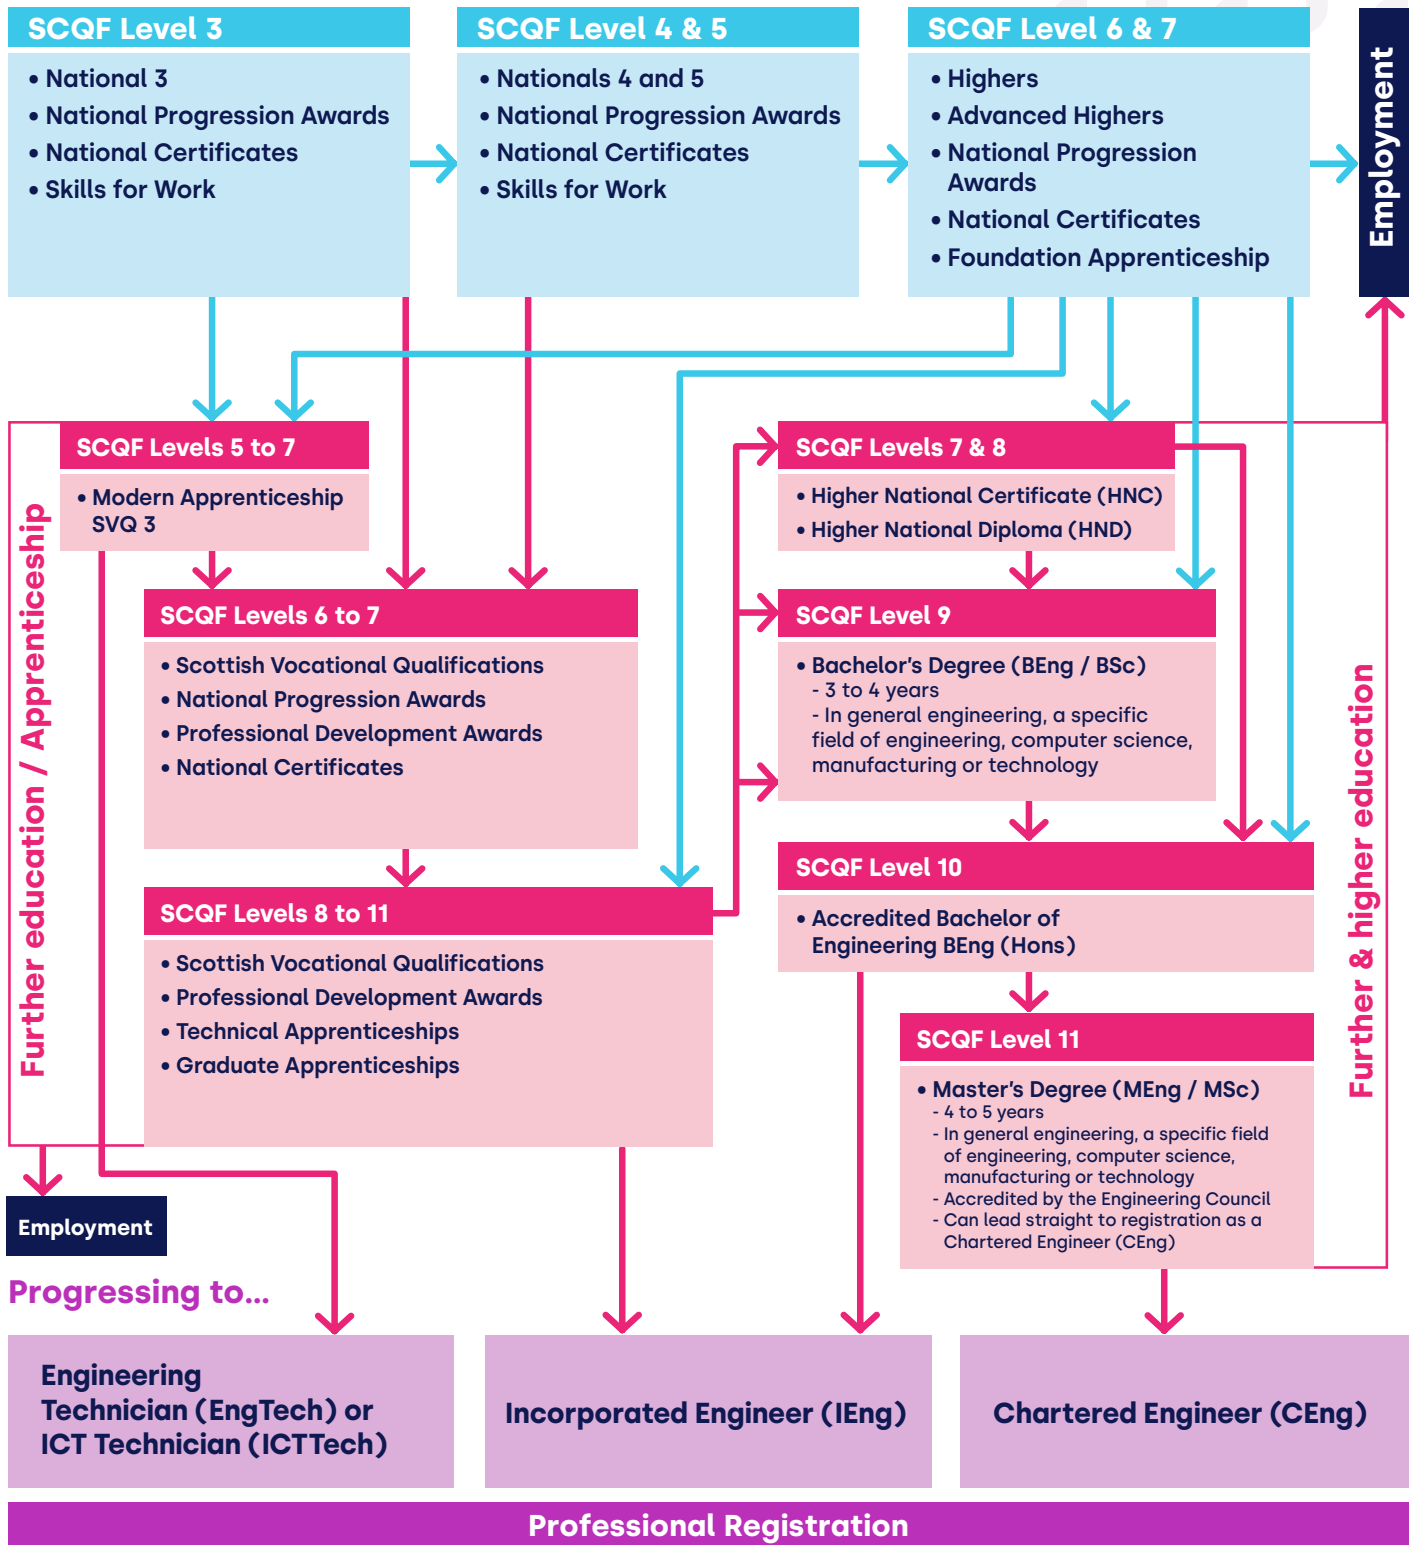 SCQF Level 3
• National 3
• National Progression Awards
• National Certificates
• Skills for Work
SCQF Level 4 & 5
• Nationals 4 and 5
• National Progression Awards
• National Certificates
• Skills for Work
SCQF Level 6 & 7
• Highers
• Advanced Highers
• National Progression
Awards
• National Certificates
• Foundation Apprenticeship
Employment
Further education / Apprenticeship
SCQF Levels 5 to 7
• Modern Apprenticeship
SVQ 3
SCQF Levels 6 to 7
• Scottish Vocational Qualifications
• National Progression Awards
• Professional Development Awards
• National Certificates
SCQF Levels 8 to 11
• Scottish Vocational Qualifications
• Professional Development Awards
• Technical Apprenticeships
• Graduate Apprenticeships
SCQF Levels 7 & 8
• Higher National Certificate (HNC)
• Higher National Diploma (HND)
SCQF Level 9
• Bachelor’s Degree (BEng / BSc)
- 3 to 4 years
- In general engineering, a specific
field of engineering, computer science,
manufacturing or technology
SCQF Level 10
• Accredited Bachelor of
Engineering BEng (Hons)
SCQF Level 11
• Master’s Degree (MEng / MSc)
- 4 to 5 years
- In general engineering, a specific field
of engineering, computer science,
manufacturing or technology
- Accredited by the Engineering Council
- Can lead straight to registration as a
Chartered Engineer (CEng)
Further & higher education
Employment
Progressing to...
Engineering
Technician (EngTech) or
ICT Technician (ICTTech)
Incorporated Engineer (IEng)
Chartered Engineer (CEng)
Professional Registration